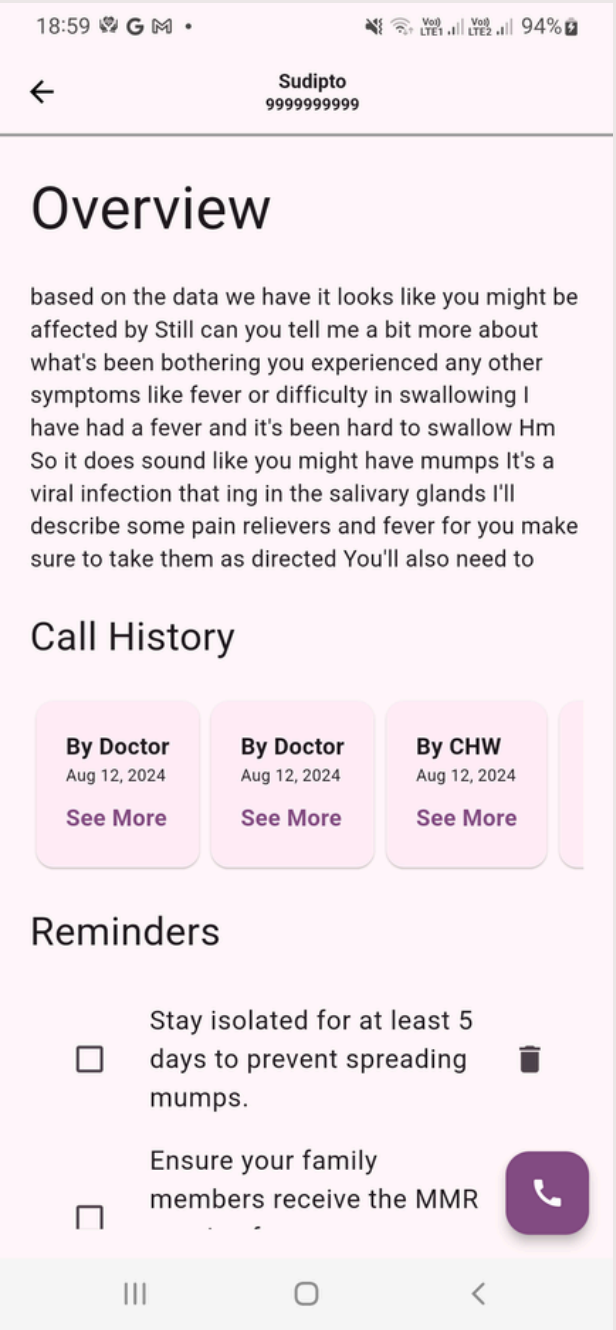 18:59
Vo)) LTE1
Vo)) LTE2
94%
Sudipto
9999999999
Overview
based on the data we have it looks like you might be
affected by Still can you tell me a bit more about
what's been bothering you experienced any other
symptoms like fever or difficulty in swallowing I
have had a fever and it's been hard to swallow Hm
So it does sound like you might have mumps It's a
viral infection that ing in the salivary glands I'll
describe some pain relievers and fever for you make
sure to take them as directed You'll also need to
Call History
By Doctor
Aug 12, 2024
See More
By Doctor
Aug 12, 2024
See More
By CHW
Aug 12, 2024
See More
Reminders
Stay isolated for at least 5
days to prevent spreading
mumps.
Ensure your family
members receive the MMR